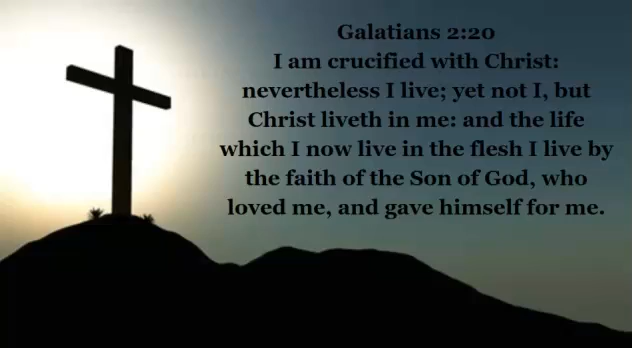 Galatians 2:20
I am crucified with Christ:
nevertheless I live; yet not I, but
Christ liveth in me: and the life
which I now live in the flesh I live by
the faith of the Son of God, who
loved me, and gave himself for me.